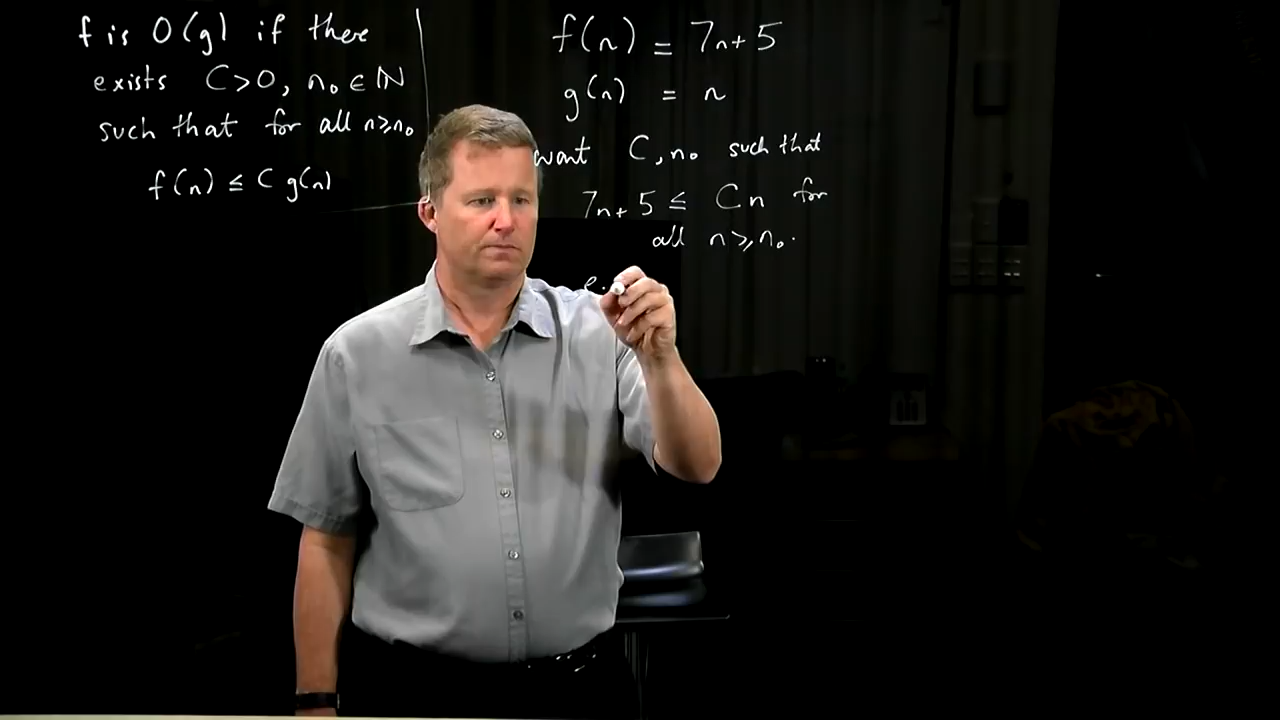 f is O(g) if there
exists C>0, n₀ ∈ ℕ
such that for all n≥n₀
f(n) ≤ C g(n)
f(n) = 7n+5
g(n) = n
want C, n₀ such that
7n+5 ≤ Cn for
all n≥n₀.
e.